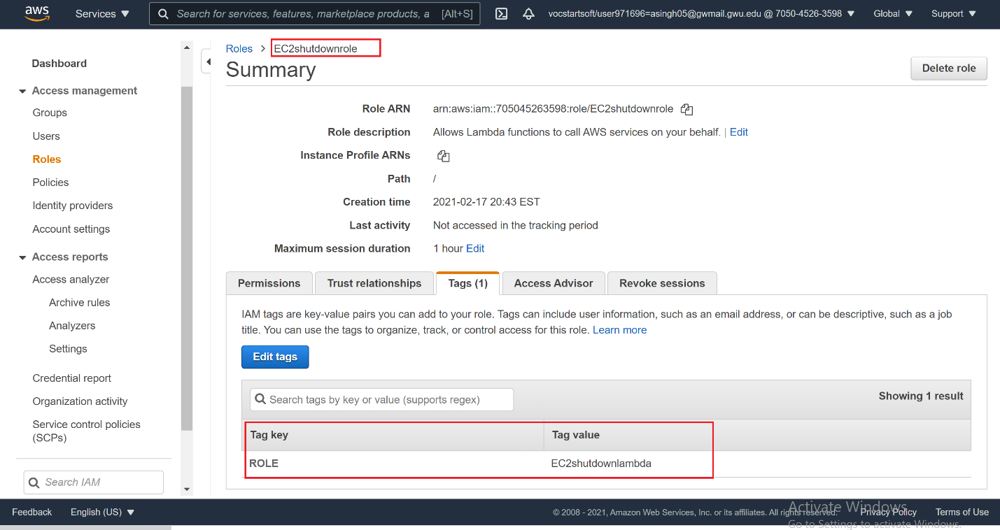 aws
Services
Search for services, features, marketplace products, a [Alt+S]
vocstartsoft/user971696=asingh05@gwmail.gwu.edu @ 7050-4526-3598
Global
Support
Dashboard
Access management
Groups
Users
Roles
Policies
Identity providers
Account settings
Access reports
Access analyzer
Archive rules
Analyzers
Settings
Credential report
Organization activity
Service control policies
(SCPs)
Search IAM
Roles > EC2shutdownrole
Summary
Delete role
Role ARN arn:aws:iam::705045263598:role/EC2shutdownrole
Role description Allows Lambda functions to call AWS services on your behalf. | Edit
Instance Profile ARNs
Path /
Creation time 2021-02-17 20:43 EST
Last activity Not accessed in the tracking period
Maximum session duration 1 hour Edit
Permissions
Trust relationships
Tags (1)
Access Advisor
Revoke sessions
IAM tags are key-value pairs you can add to your role. Tags can include user information, such as an email address, or can be descriptive, such as a job
title. You can use the tags to organize, track, or control access for this role. Learn more
Edit tags
Search tags by key or value (supports regex)
Showing 1 result
Tag key Tag value
ROLE EC2shutdownlambda
Activate Windows
Go to Settings to activate Windows.
Feedback English (US)
© 2008 - 2021, Amazon Web Services, Inc. or its affiliates. All rights reserved. Privacy Policy Terms of Use